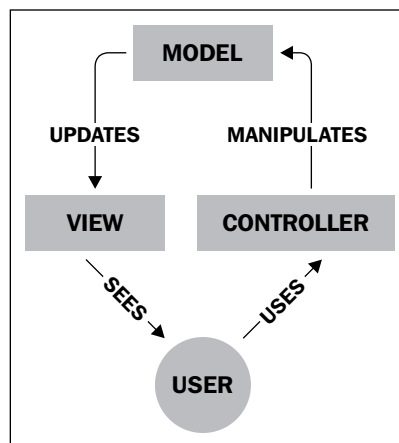 MODEL
UPDATES
MANIPULATES
VIEW
CONTROLLER
SEES
USES
USER